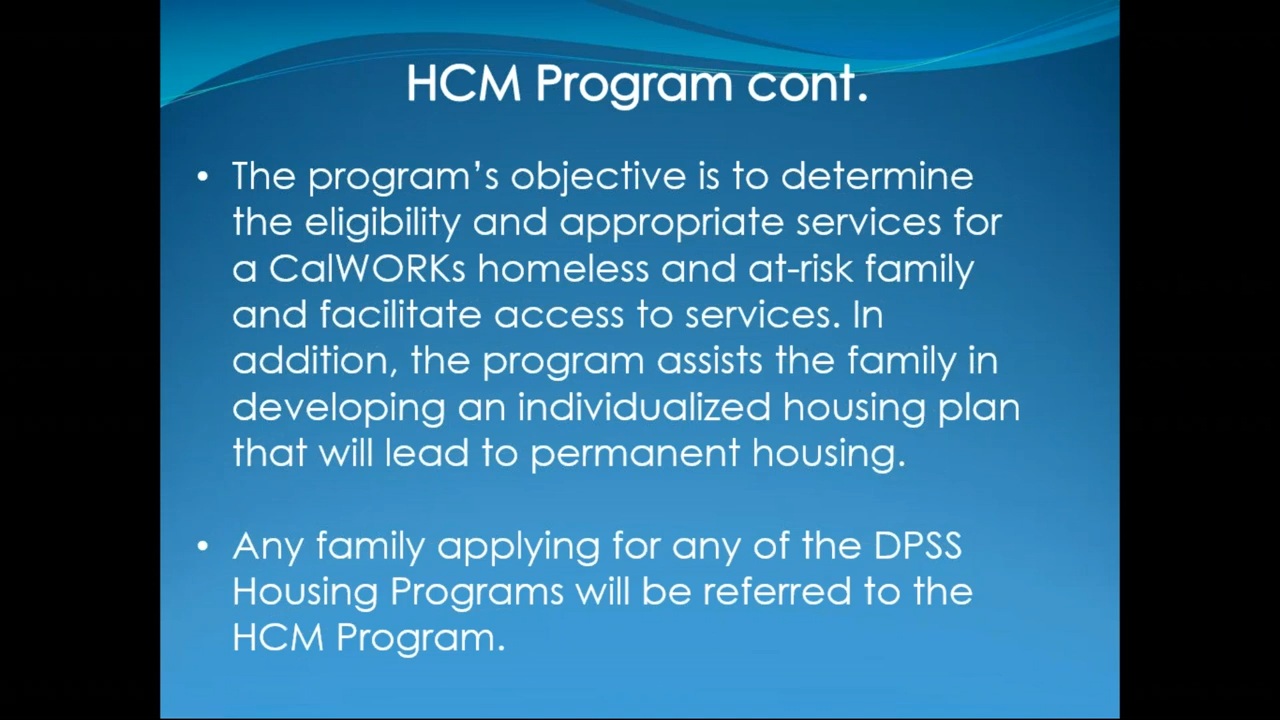 HCM Program cont.
• The program’s objective is to determine
the eligibility and appropriate services for
a CalWORKs homeless and at-risk family
and facilitate access to services. In
addition, the program assists the family in
developing an individualized housing plan
that will lead to permanent housing.
• Any family applying for any of the DPSS
Housing Programs will be referred to the
HCM Program.